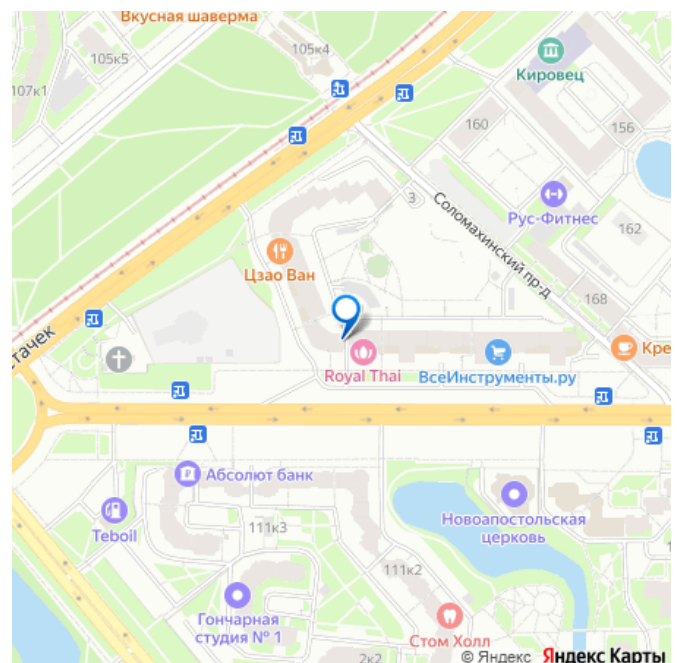 Вкусная шаверма
105к4
105к5
107к1
Кировец
160
156
Соломахинский пр-д
3
Рус-Фитнес
162
Цзао Ван
168
Кре
стачек
Royal Thai
ВсеИнструменты.ру
Абсолют банк
Teboil
111к3
Новоапостольская
церковь
111к2
1
Гончарная
студия № 1
Стом Холл
2к2
© Яндекс Яндекс Карты